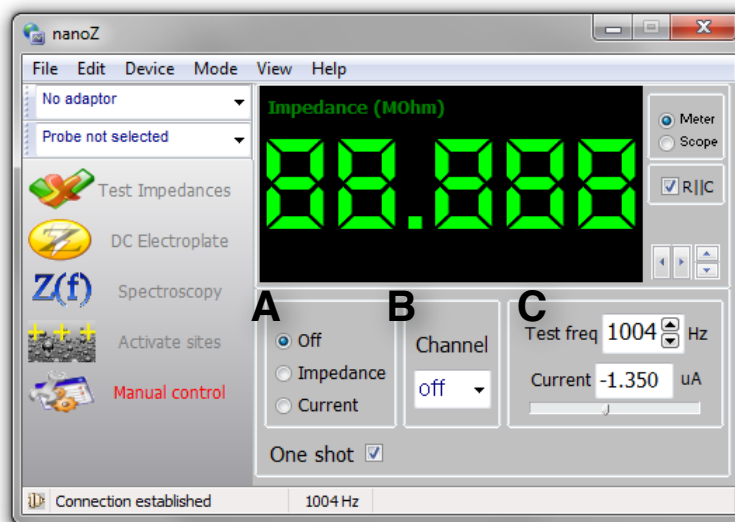 nanoZ
File Edit Device Mode View Help
No adaptor
Probe not selected
Test Impedances
DC Electroplate
Z(f) Spectroscopy
Activate sites
Manual control
Impedance (MOhm)
88.888
Meter
Scope
R||C
A
Off
Impedance
Current
B
Channel
off
C
Test freq 1004 Hz
Current -1.350 uA
One shot
Connection established 1004 Hz